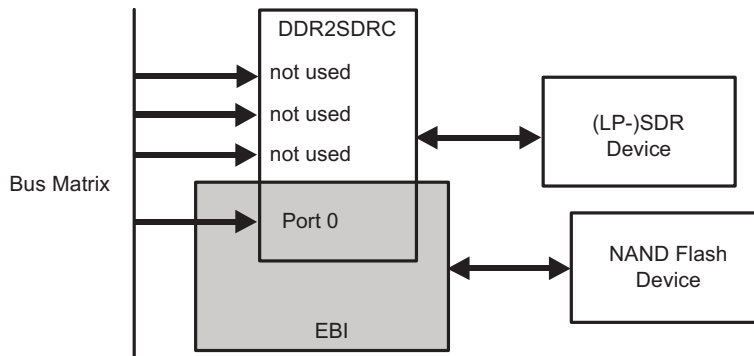 DDR2SDRC
not used
not used
not used
(LP-)SDR
Device
Bus Matrix
Port 0
NAND Flash
Device
EBI